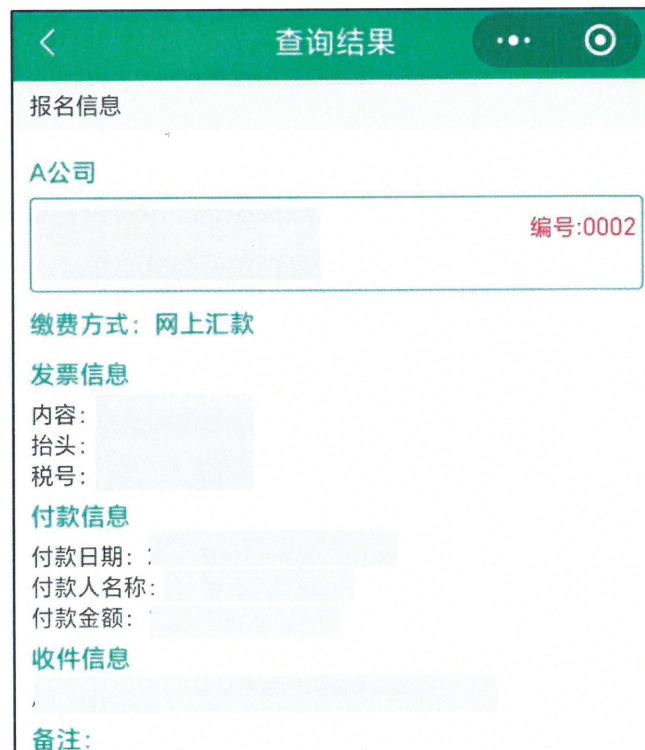 查询结果
报名信息
A公司
编号:0002
缴费方式：网上汇款
发票信息
内容：
抬头：
税号：
付款信息
付款日期：
付款人名称：
付款金额：
收件信息
备注：